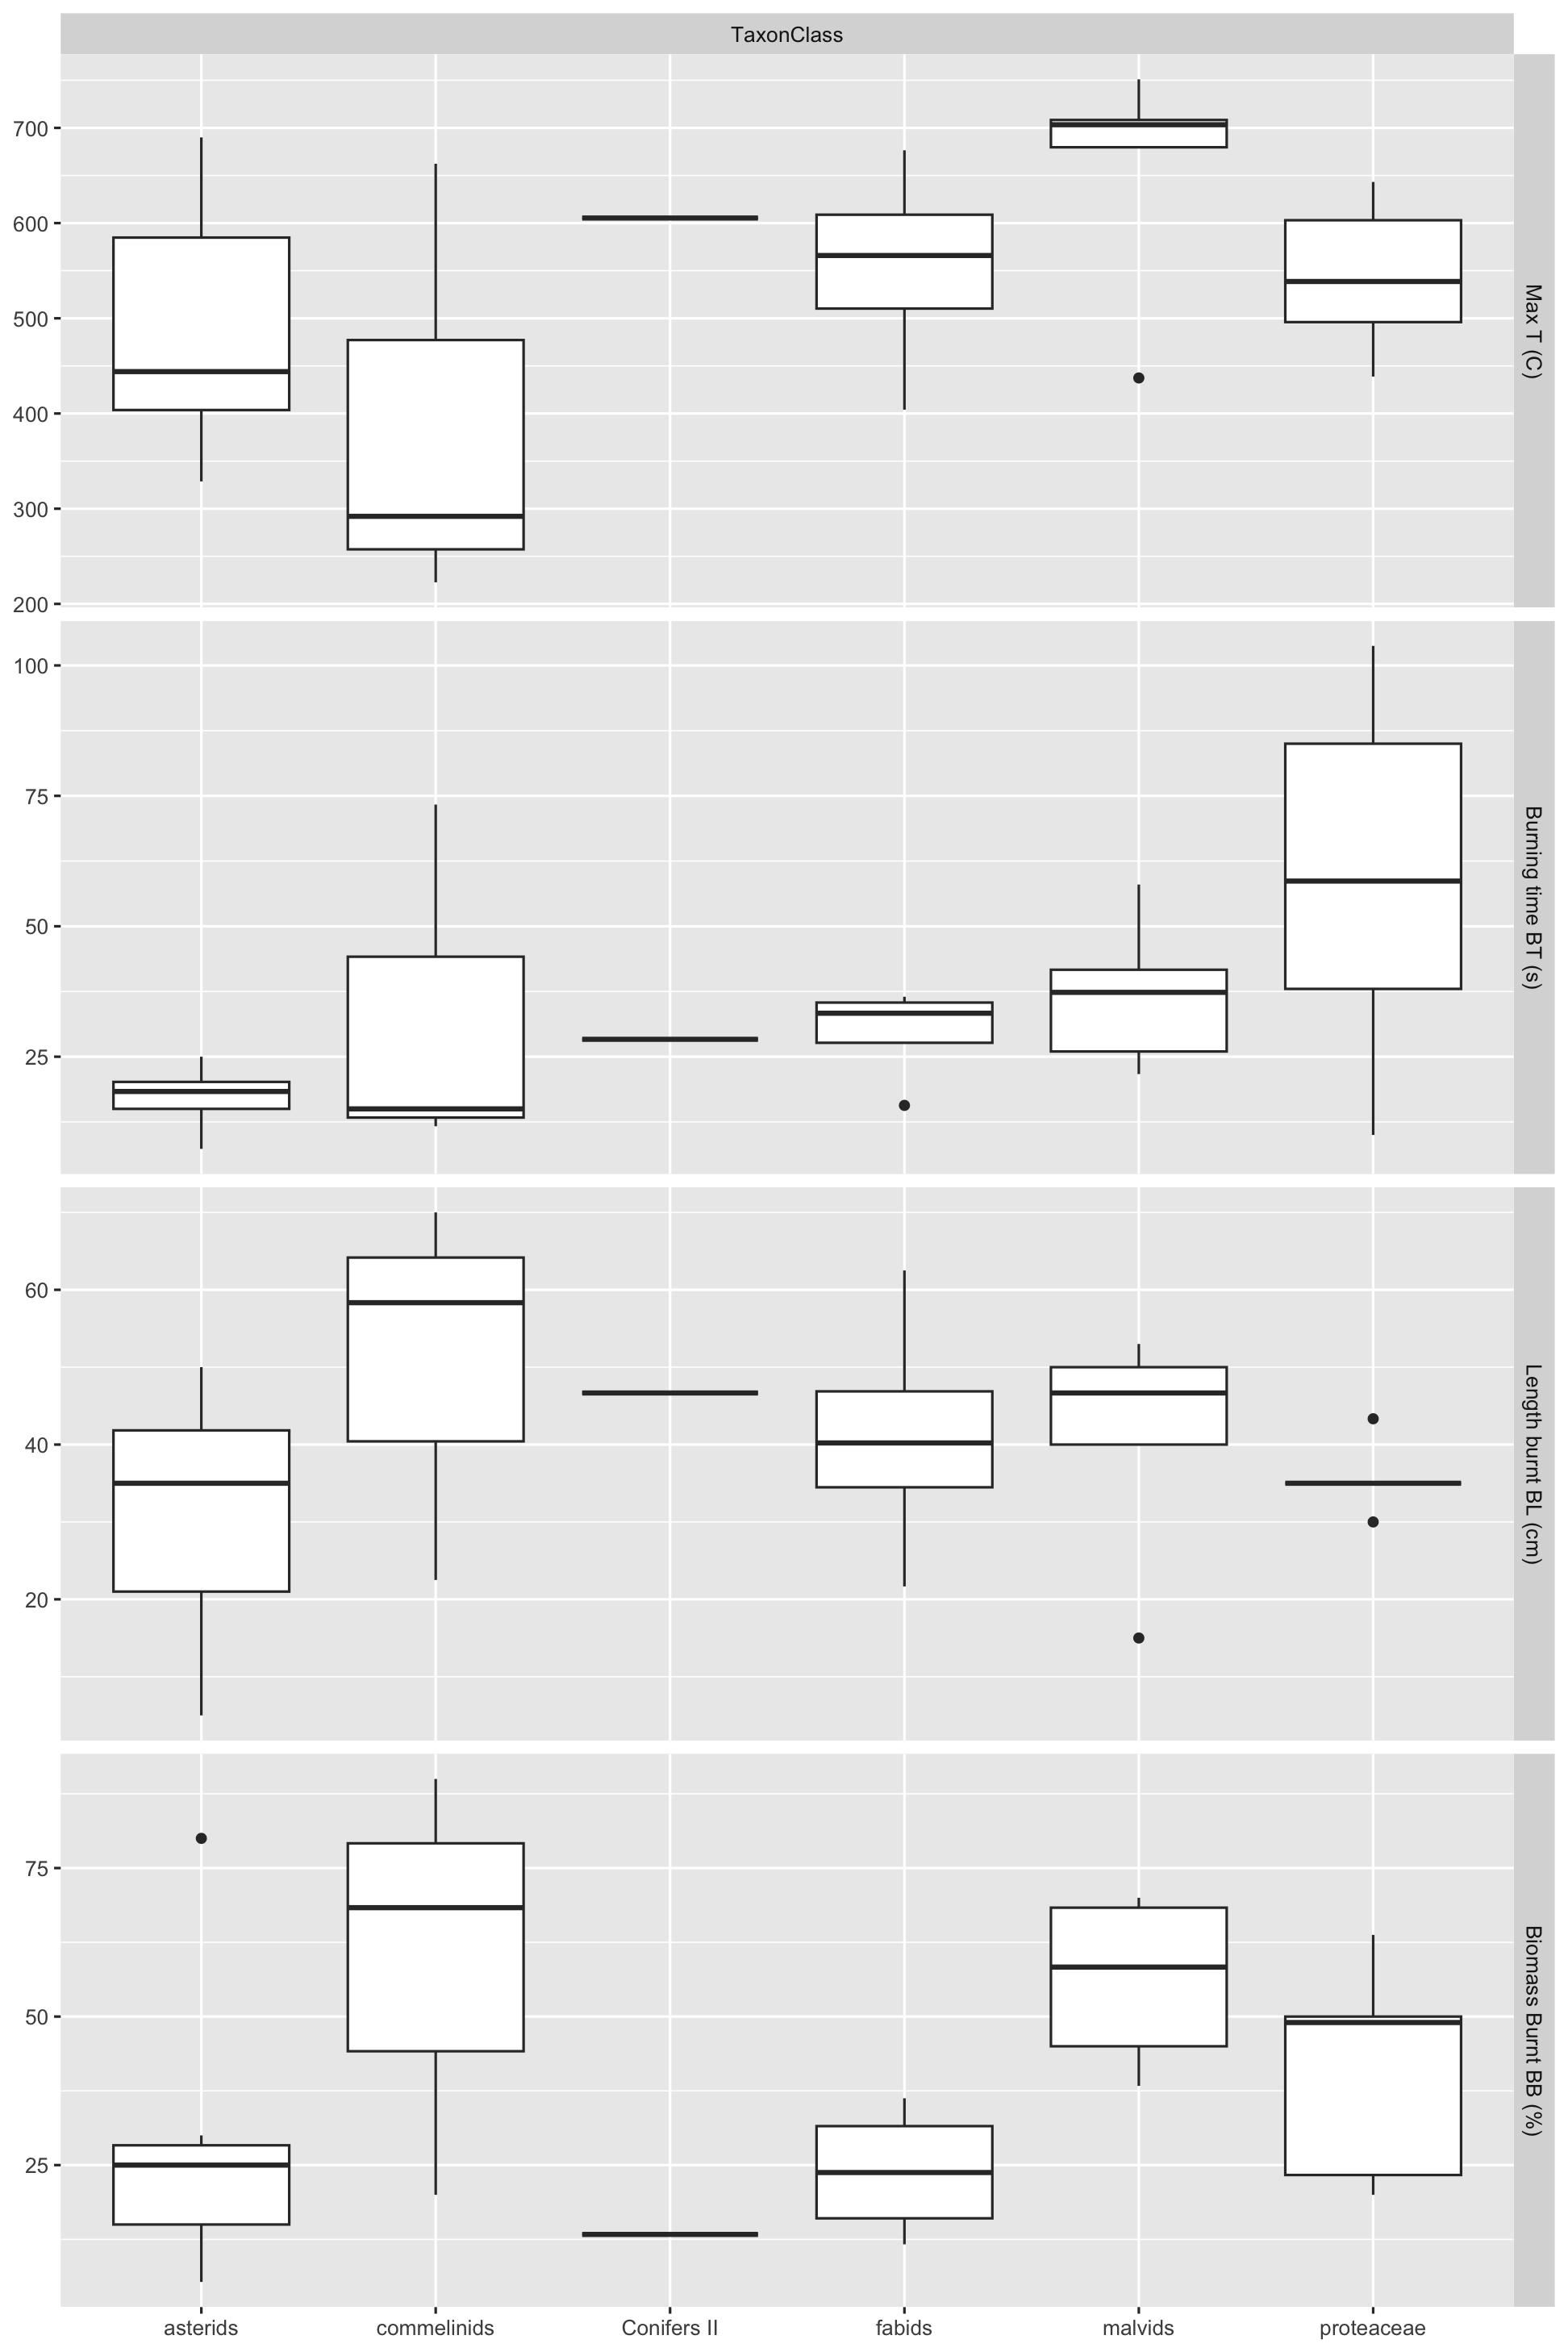 TaxonClass
700
600
500
400
300
200
Max T (C)
100
75
50
25
Burning time BT (s)
60
40
20
Length burnt BL (cm)
75
50
25
Biomass Burnt BB (%)
asterids commelinids Conifers II fabids malvids proteaceae